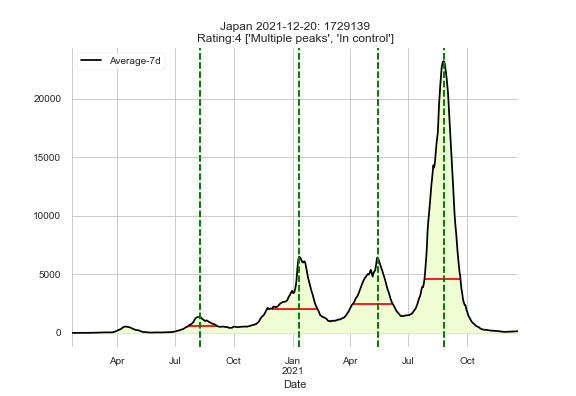 Japan 2021-12-20: 1729139
Rating:4 ['Multiple peaks', 'In control']
Average-7d
20000
15000
10000
5000
0
Apr
Jul
Oct
Jan
2021
Apr
Jul
Oct
Date